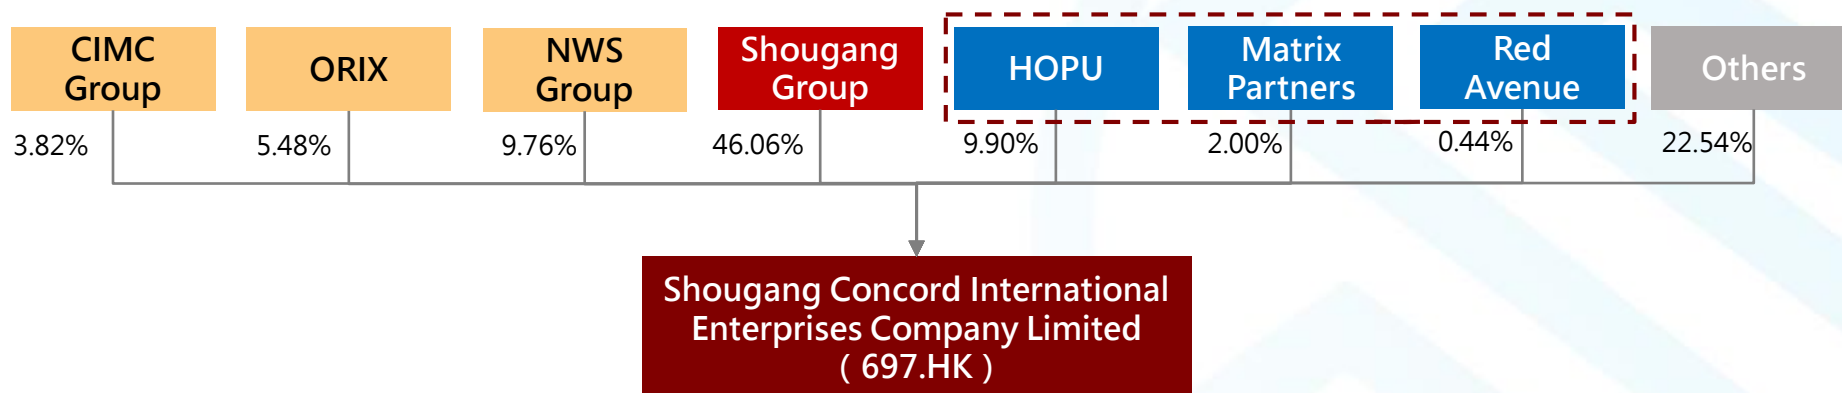 CIMC
Group
ORIX
NWS
Group
Shougang
Group
HOPU
Matrix
Partners
Red
Avenue
Others
3.82%
5.48%
9.76%
46.06%
9.90%
2.00%
0.44%
22.54%
Shougang Concord International
Enterprises Company Limited
( 697.HK )